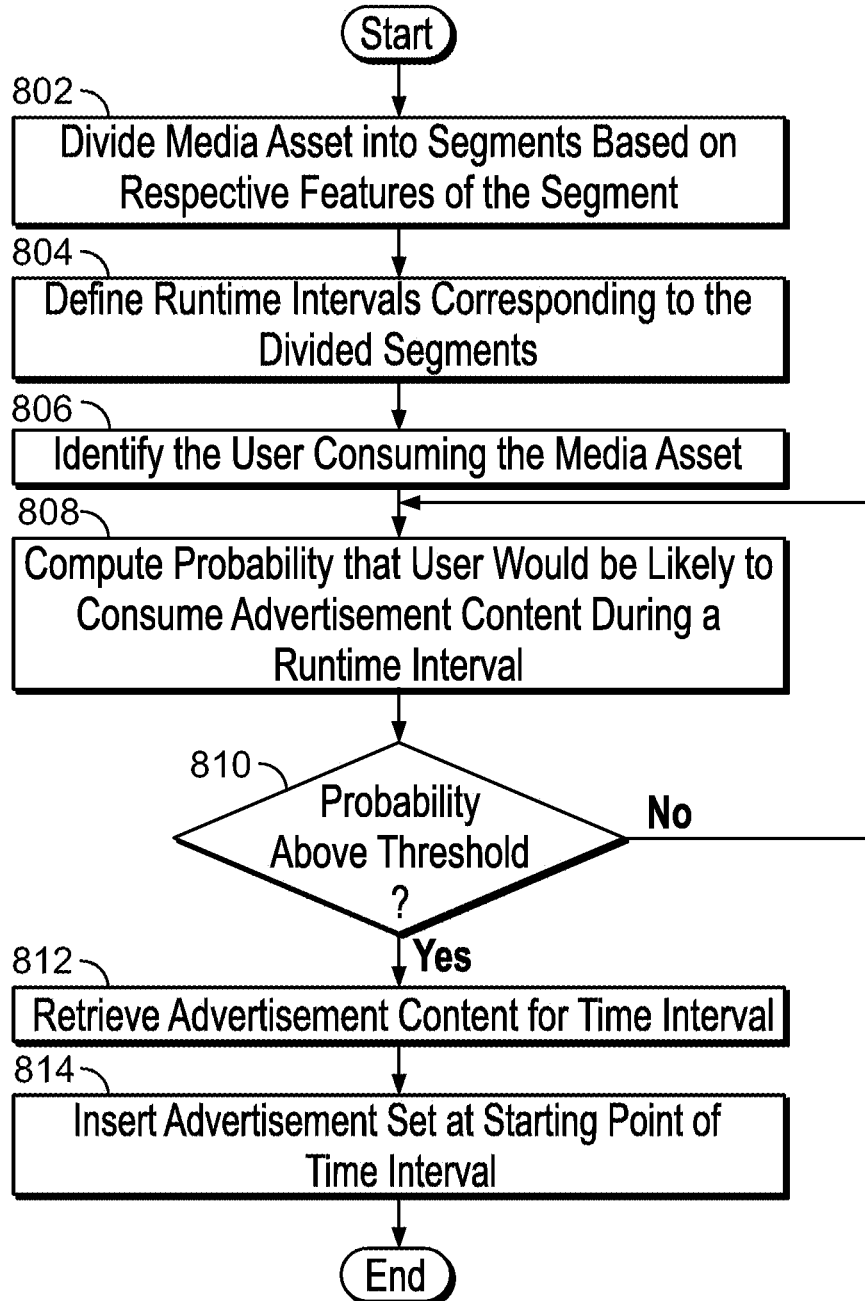 Start
802
Divide Media Asset into Segments Based on
Respective Features of the Segment
804
Define Runtime Intervals Corresponding to the
Divided Segments
806
Identify the User Consuming the Media Asset
808
Compute Probability that User Would be Likely to
Consume Advertisement Content During a
Runtime Interval
810
Probability
Above Threshold
?
No
Yes
812
Retrieve Advertisement Content for Time Interval
814
Insert Advertisement Set at Starting Point of
Time Interval
End